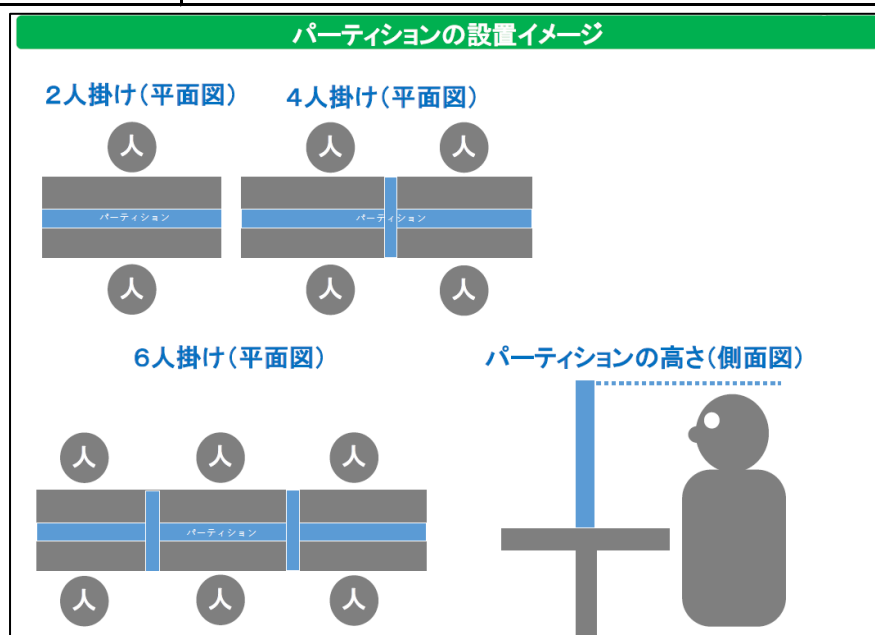 パーティションの設置イメージ
２人掛け（平面図）
４人掛け（平面図）
人
人
人
パーティション
パーティション
人
人
人
６人掛け（平面図）
パーティションの高さ（側面図）
人
人
人
パーティション
人
人
人